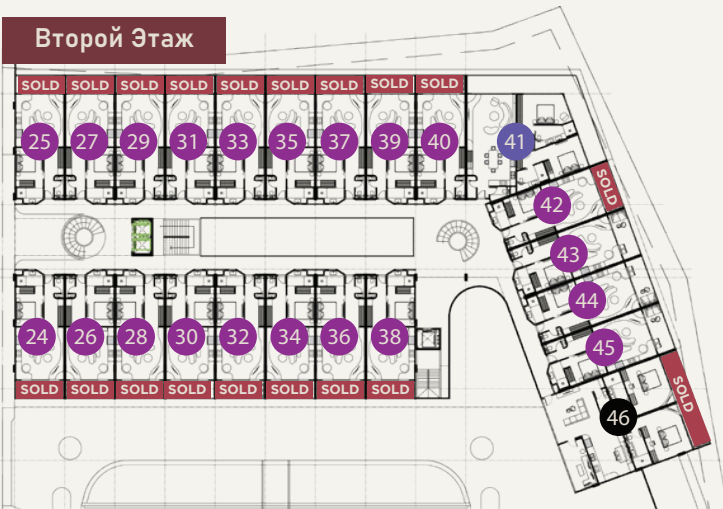 Второй Этаж
SOLD SOLD SOLD SOLD SOLD SOLD SOLD SOLD SOLD
25 27 29 31 33 35 37 39 40 41
SOLD
42
43
44
45
24 26 28 30 32 34 36 38
SOLD SOLD SOLD SOLD SOLD SOLD SOLD SOLD
SOLD
46